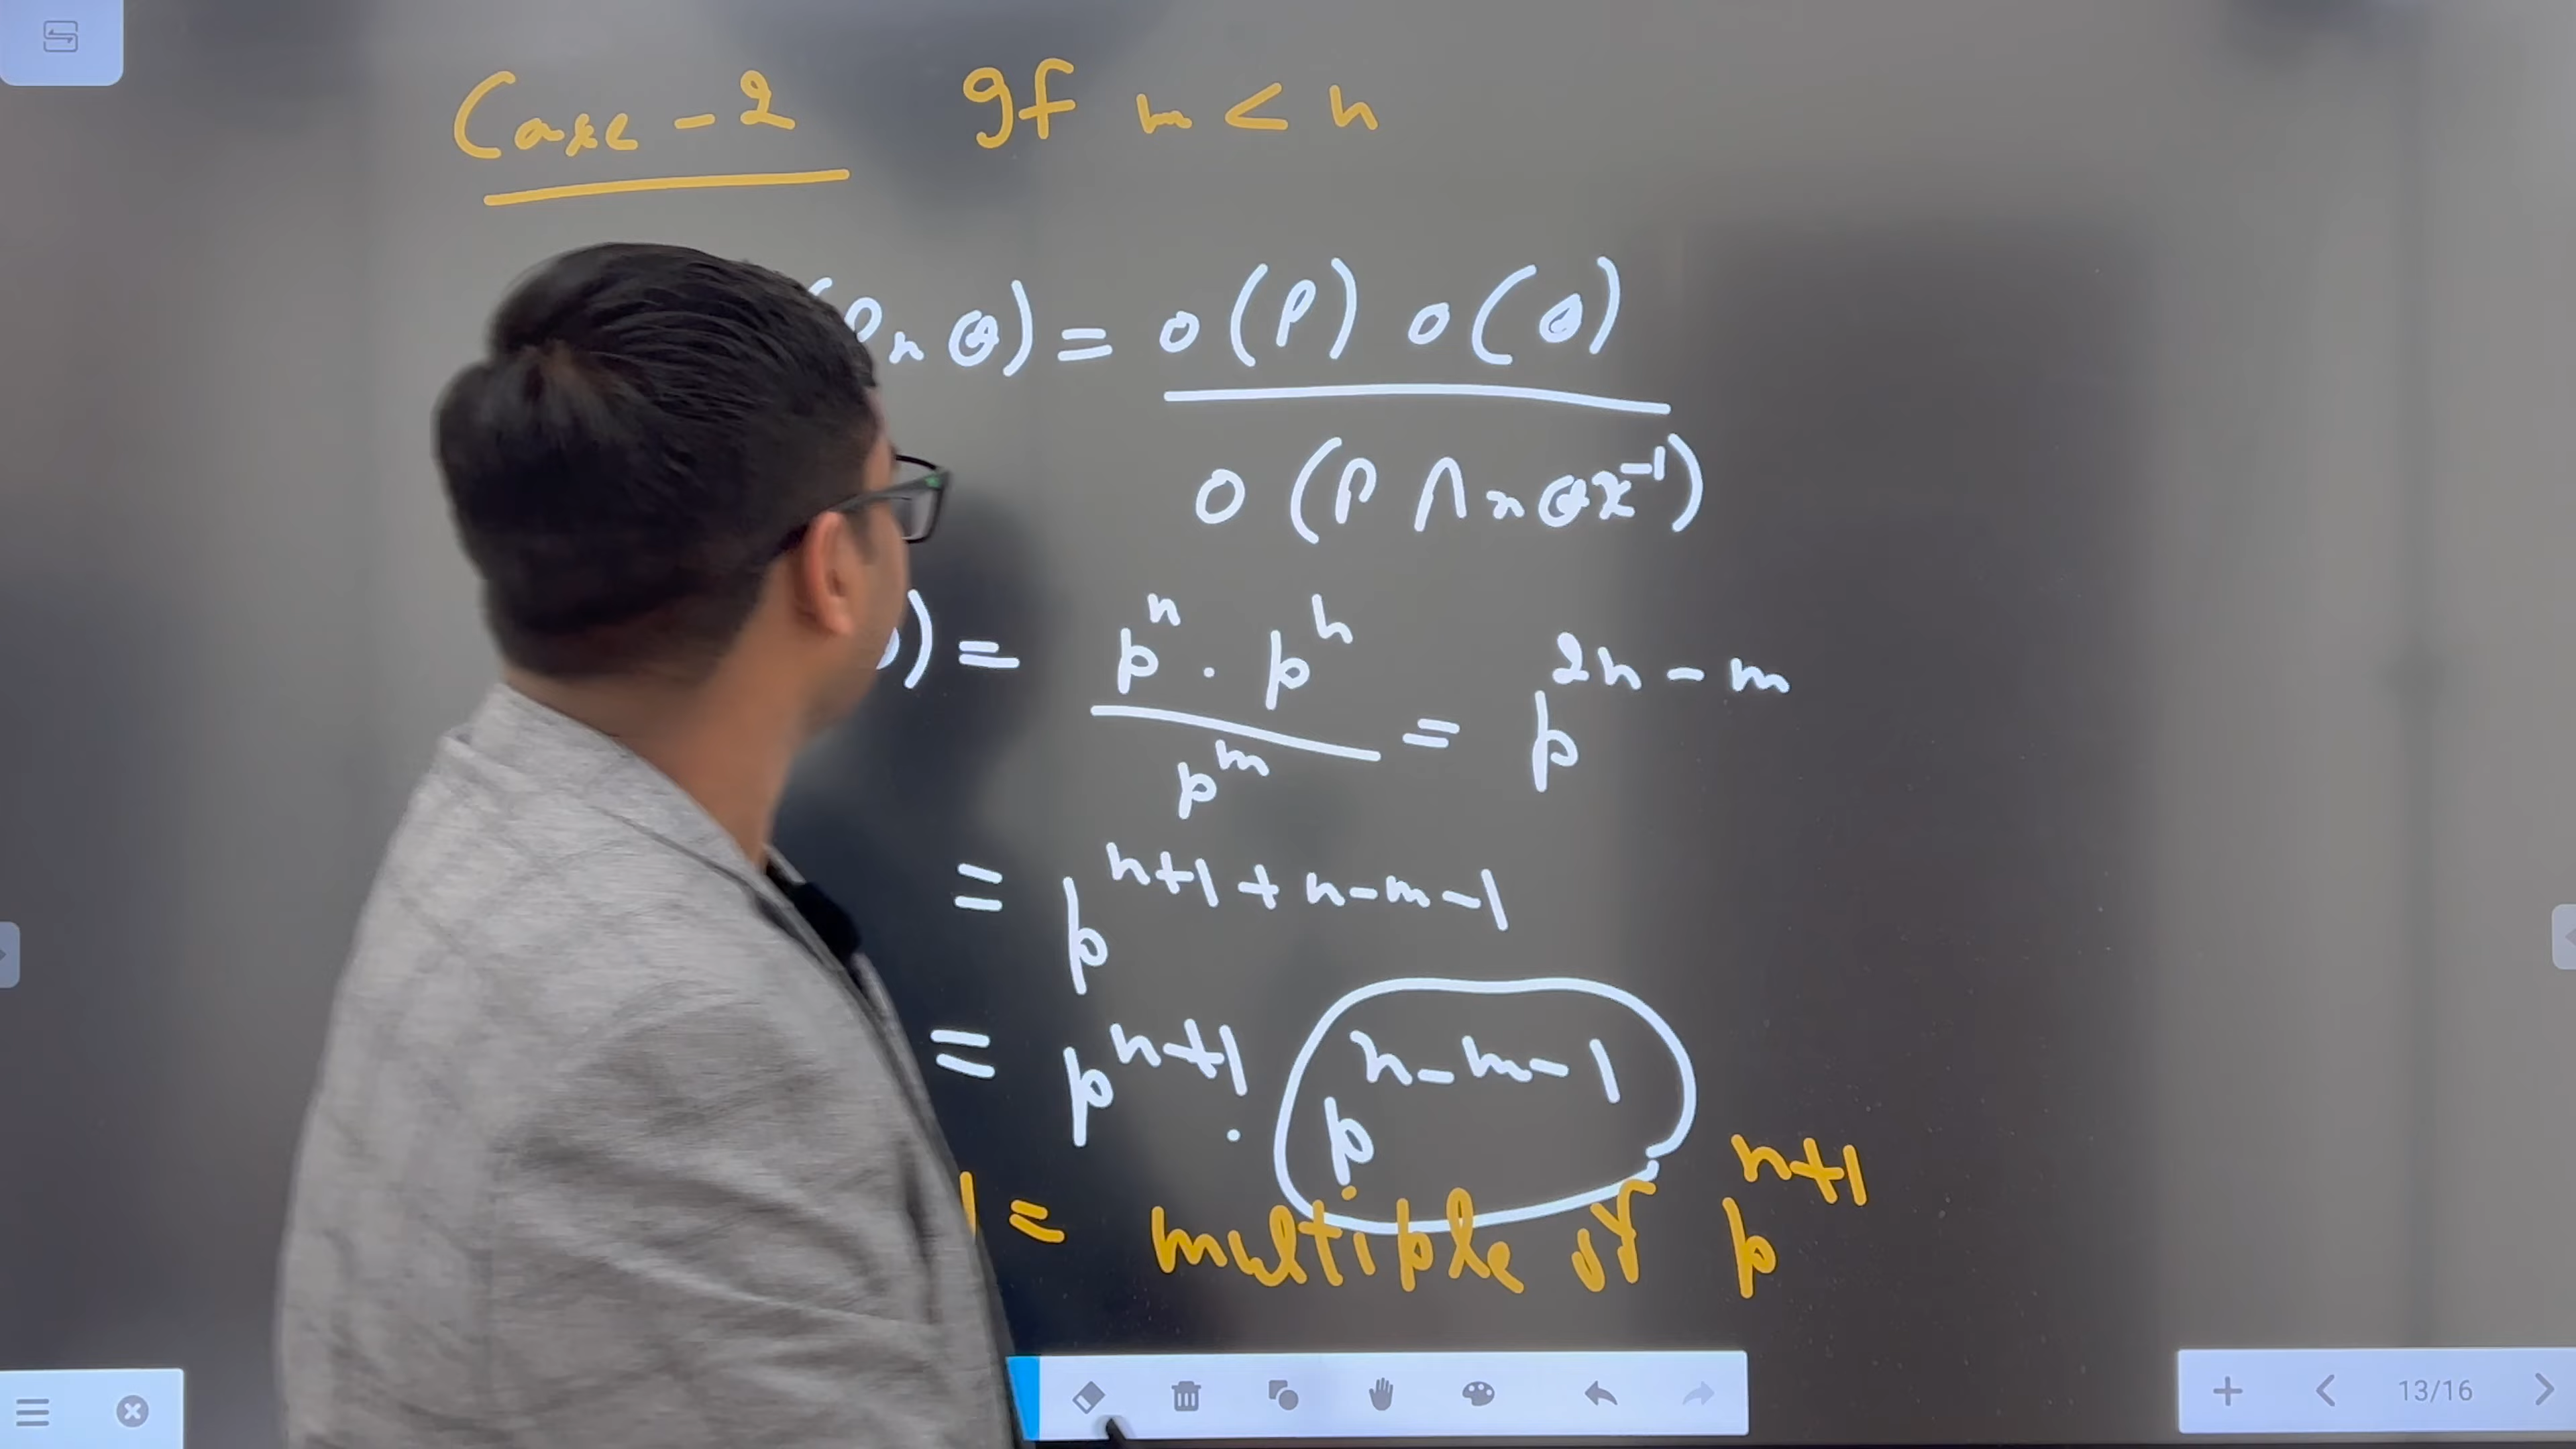 Case - 2 If m < n
P x Q) = o(P) o(Q)
o(P ∩ xQx⁻¹)
) = pⁿ · pⁿ / pᵐ = p²ⁿ⁻ᵐ
= pⁿ⁺¹⁺ⁿ⁻ᵐ⁻¹
= pⁿ⁺¹ · pⁿ⁻ᵐ⁻¹
= multiple of pⁿ⁺¹
13/16